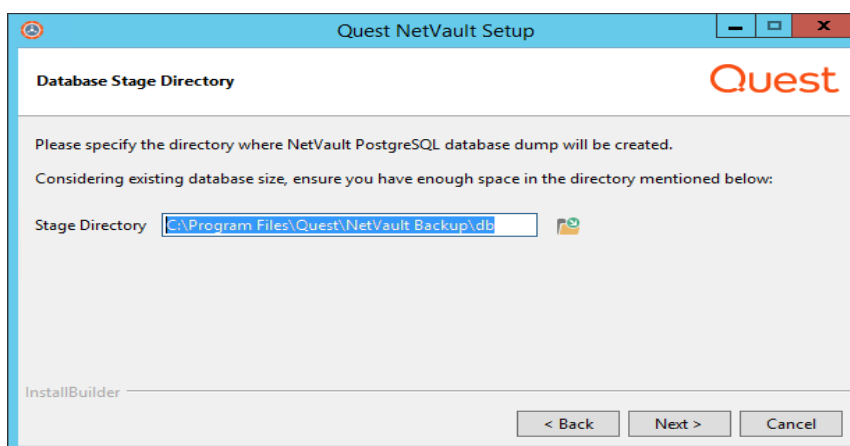 Quest NetVault Setup
Database Stage Directory
Quest
Please specify the directory where NetVault PostgreSQL database dump will be created.
Considering existing database size, ensure you have enough space in the directory mentioned below:
Stage Directory C:\Program Files\Quest\NetVault Backup\db
InstallBuilder
< Back Next > Cancel